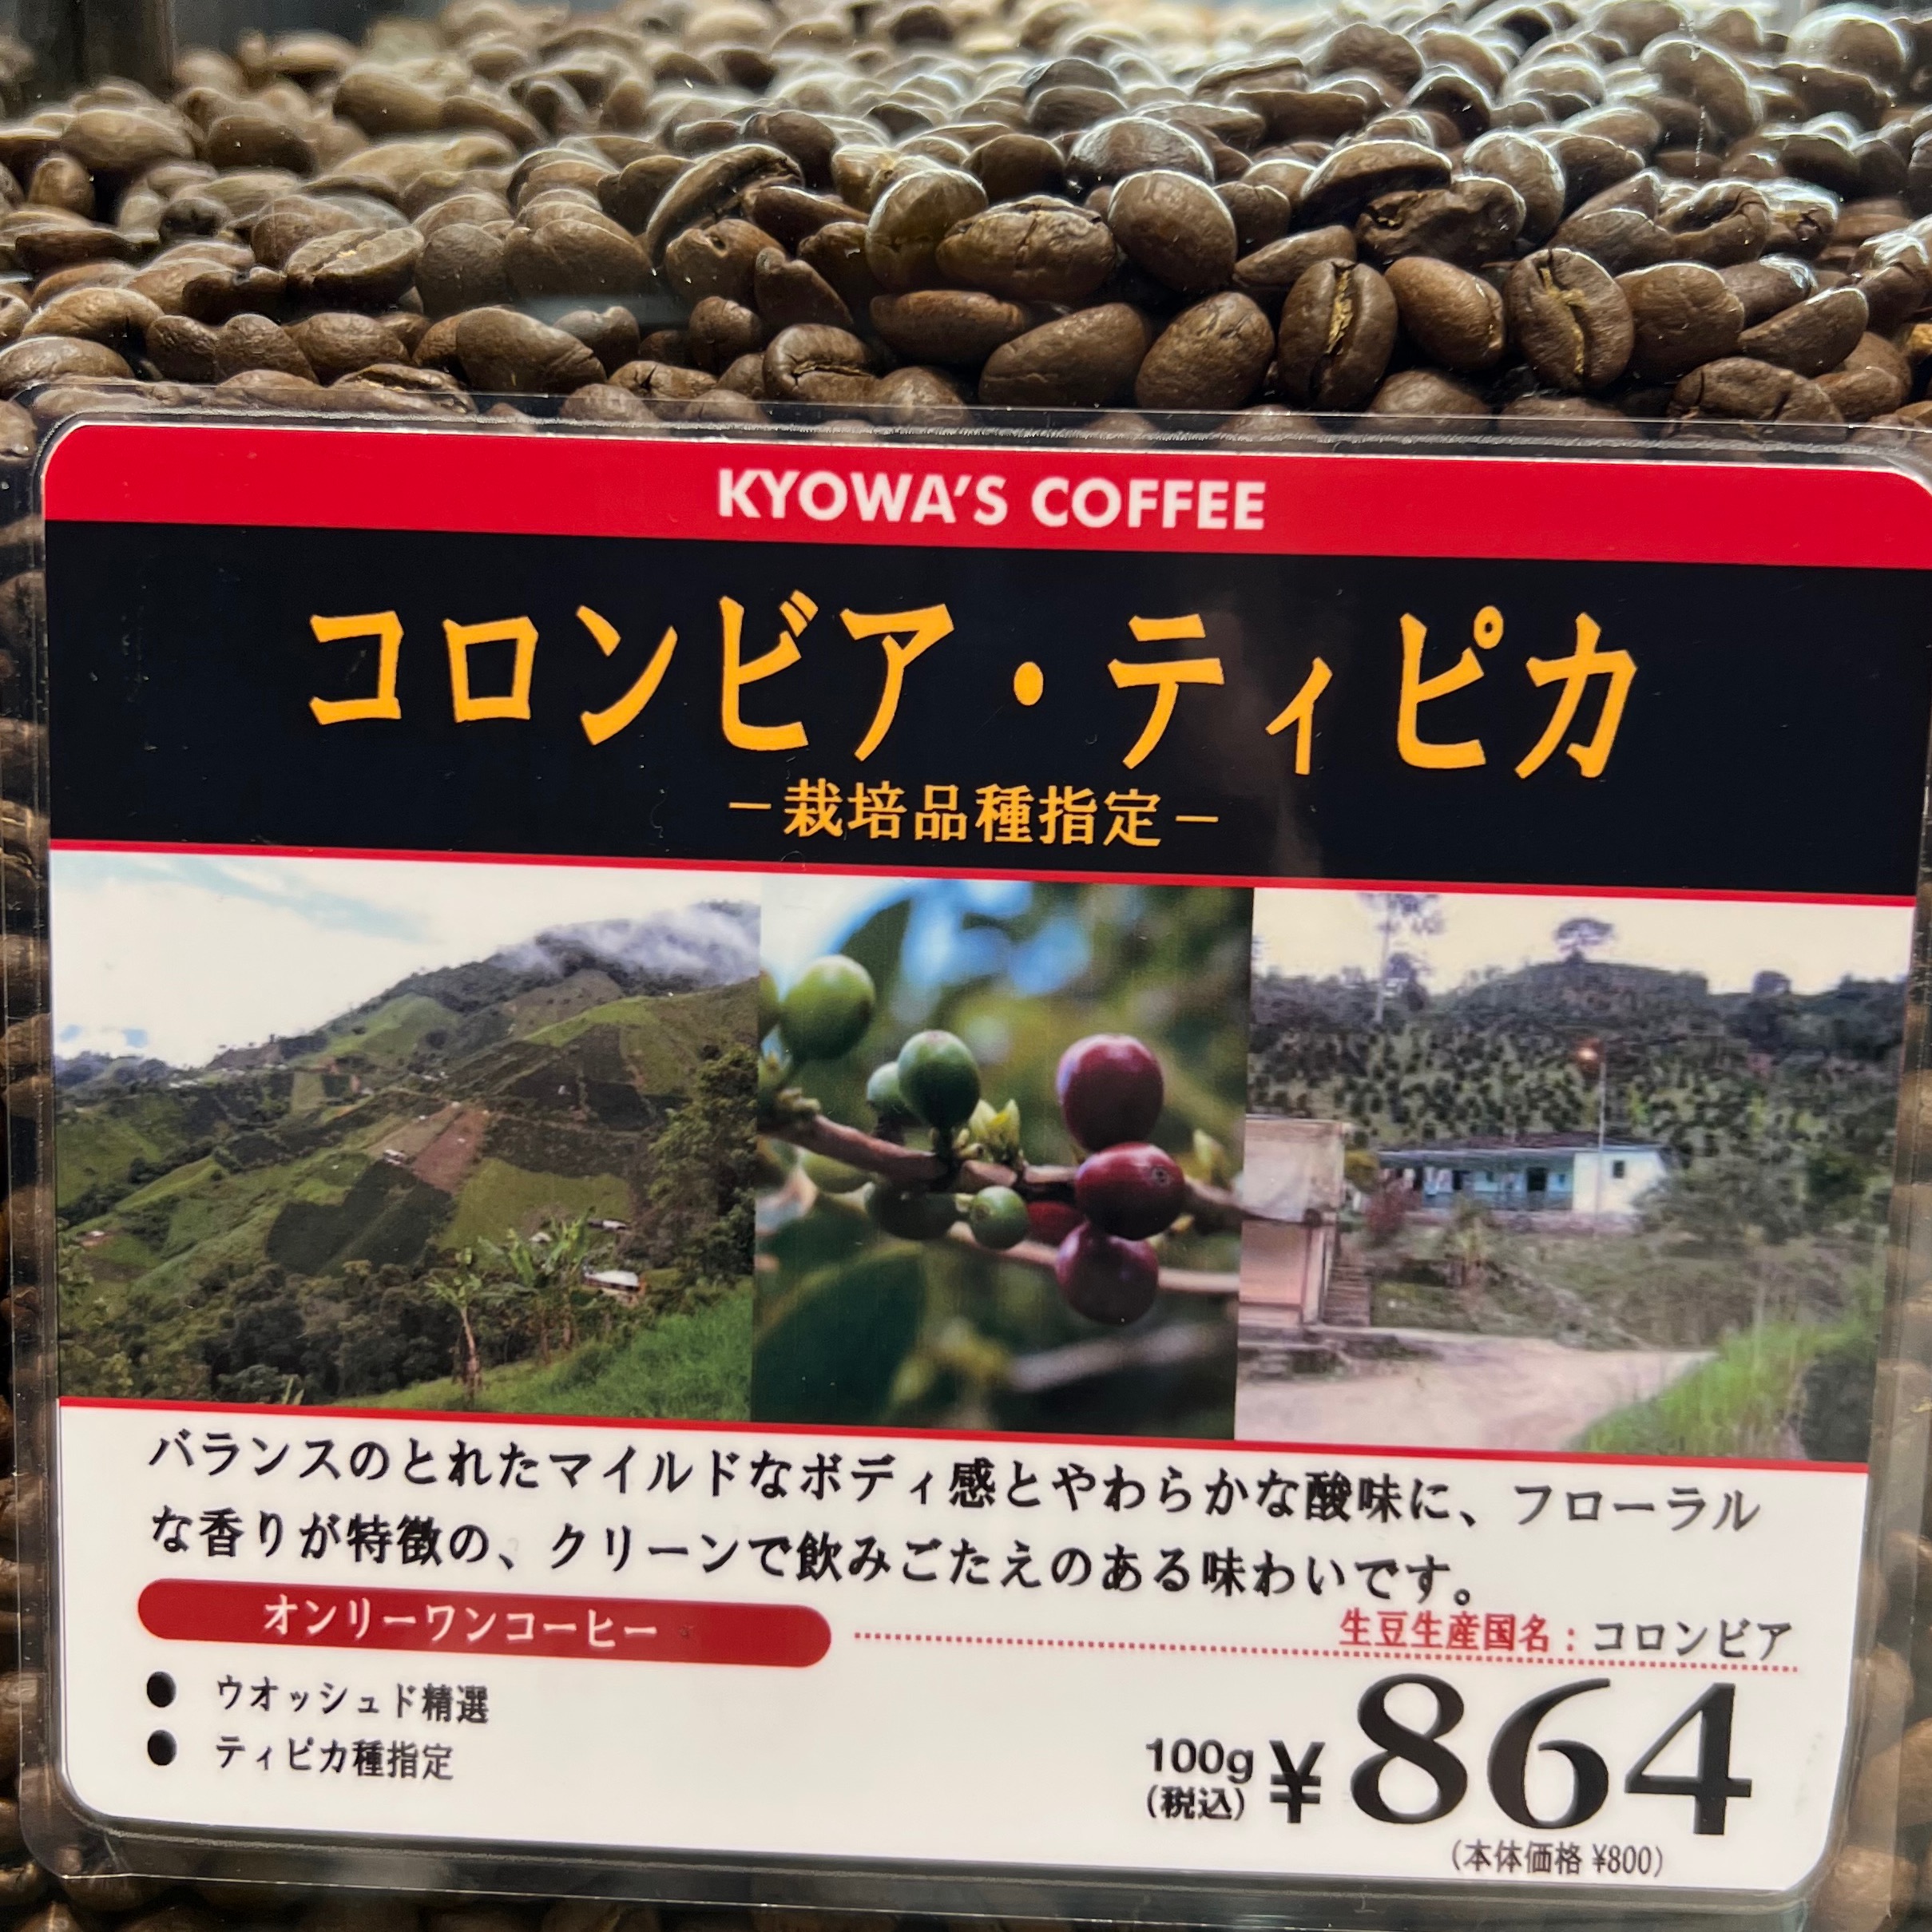 KYOWA'S COFFEE
コロンビア・ティピカ
－栽培品種指定－
バランスのとれたマイルドなボディ感とやわらかな酸味に、フローラル
な香りが特徴の、クリーンで飲みごたえのある味わいです。
オンリーワンコーヒー
生豆生産国名：コロンビア
● ウオッシュド精選
● ティピカ種指定
100g
(税込)
¥864
(本体価格 ¥800)